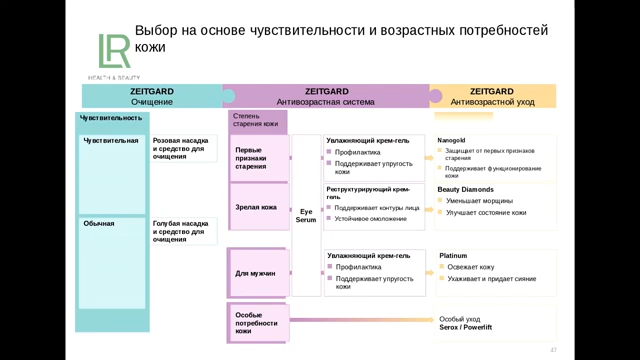 Выбор на основе чувствительности и возрастных потребностей
кожи
LR
HEALTH & BEAUTY
ZEITGARD
Очищение
ZEITGARD
Антивозрастная система
ZEITGARD
Антивозрастной уход
Чувствительность
Степень
старения кожи
Чувствительная
Розовая насадка
и средство для
очищения
Первые
признаки
старения
Увлажняющий крем-гель
Профилактика
Поддерживает упругость
кожи
Nanogold
Защищает от первых признаков
старения
Поддерживает функционирование
кожи
Зрелая кожа
Eye
Serum
Реструктурирующий крем-
гель
Поддерживает контуры лица
Устойчивое омоложение
Beauty Diamonds
Уменьшает морщины
Улучшает состояние кожи
Обычная
Голубая насадка
и средство для
очищения
Для мужчин
Увлажняющий крем-гель
Профилактика
Поддерживает упругость
кожи
Platinum
Освежает кожу
Ухаживает и придает сияние
Особые
потребности
кожи
Особый уход
Serox / Powerlift
47